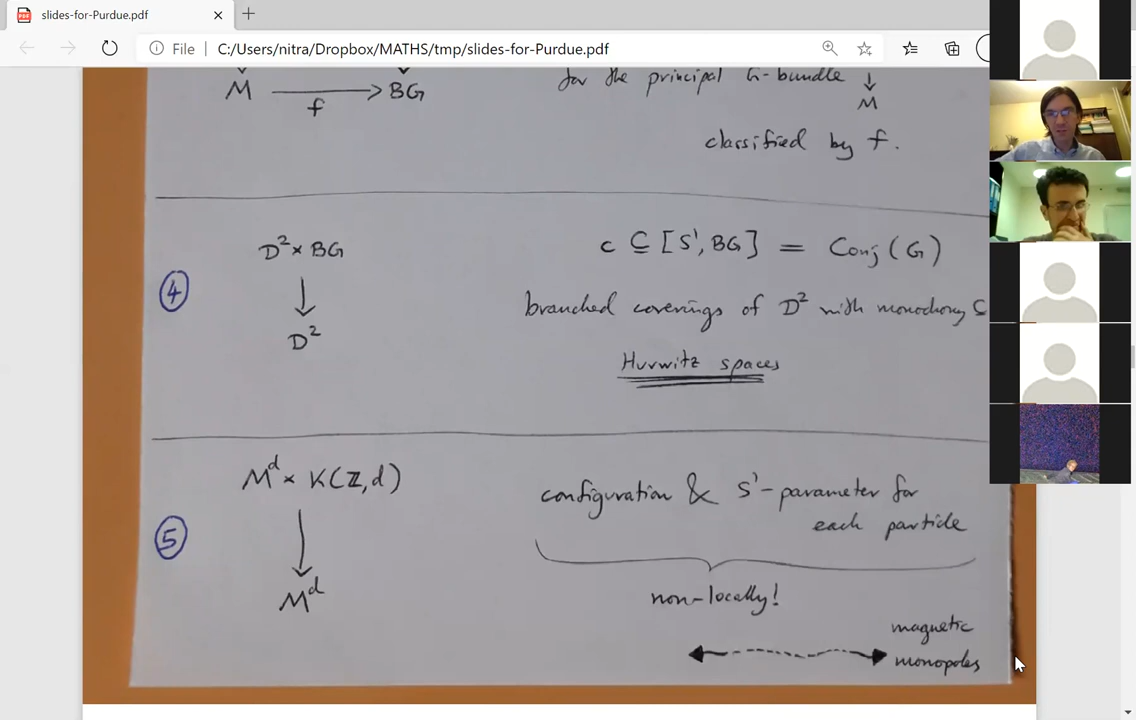 slides-for-Purdue.pdf
File
C:/Users/nitra/Dropbox/MATHS/tmp/slides-for-Purdue.pdf
M → BG
f
for the principal G-bundle ↓
M
classified by f.
④
D² × BG
↓
D²
c ⊆ [S¹, BG] = Conj(G)
branched coverings of D² with monodromy ⊆
Hurwitz spaces
⑤
Mᵈ × K(ℤ,d)
↓
Mᵈ
configuration & S¹-parameter for
each particle
non-locally!
magnetic
monopoles